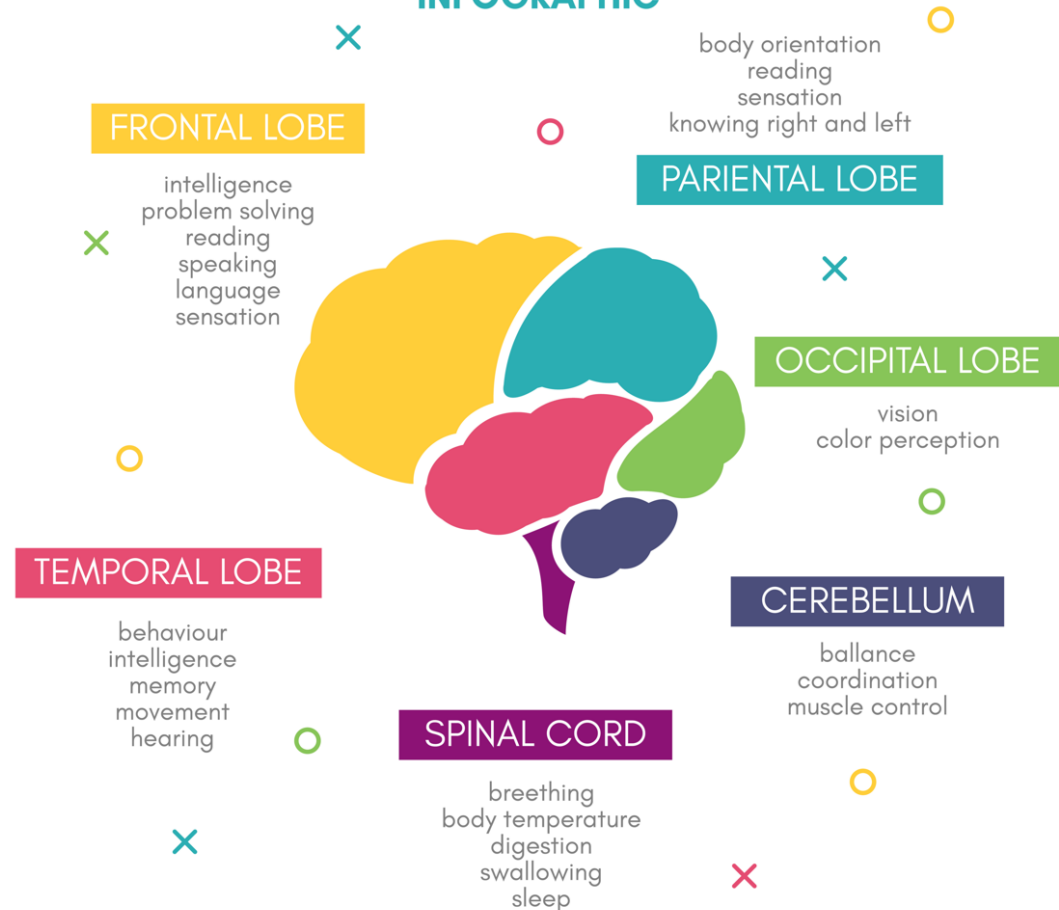 INFOGRAPHIC
FRONTAL LOBE
intelligence
problem solving
reading
speaking
language
sensation
body orientation
reading
sensation
knowing right and left
PARIENTAL LOBE
OCCIPITAL LOBE
vision
color perception
TEMPORAL LOBE
behaviour
intelligence
memory
movement
hearing
CEREBELLUM
ballance
coordination
muscle control
SPINAL CORD
breething
body temperature
digestion
swallowing
sleep